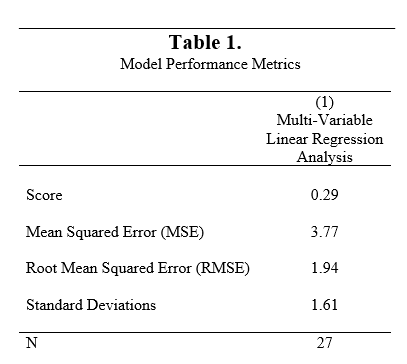 Table 1.
Model Performance Metrics
(1)
Multi-Variable
Linear Regression
Analysis
Score 0.29
Mean Squared Error (MSE) 3.77
Root Mean Squared Error (RMSE) 1.94
Standard Deviations 1.61
N 27